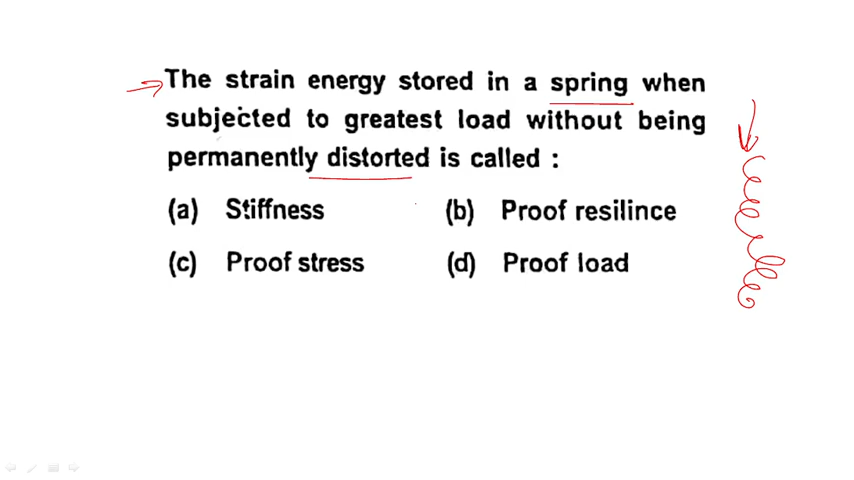 The strain energy stored in a spring when
subjected to greatest load without being
permanently distorted is called :
(a) Stiffness (b) Proof resilince
(c) Proof stress (d) Proof load